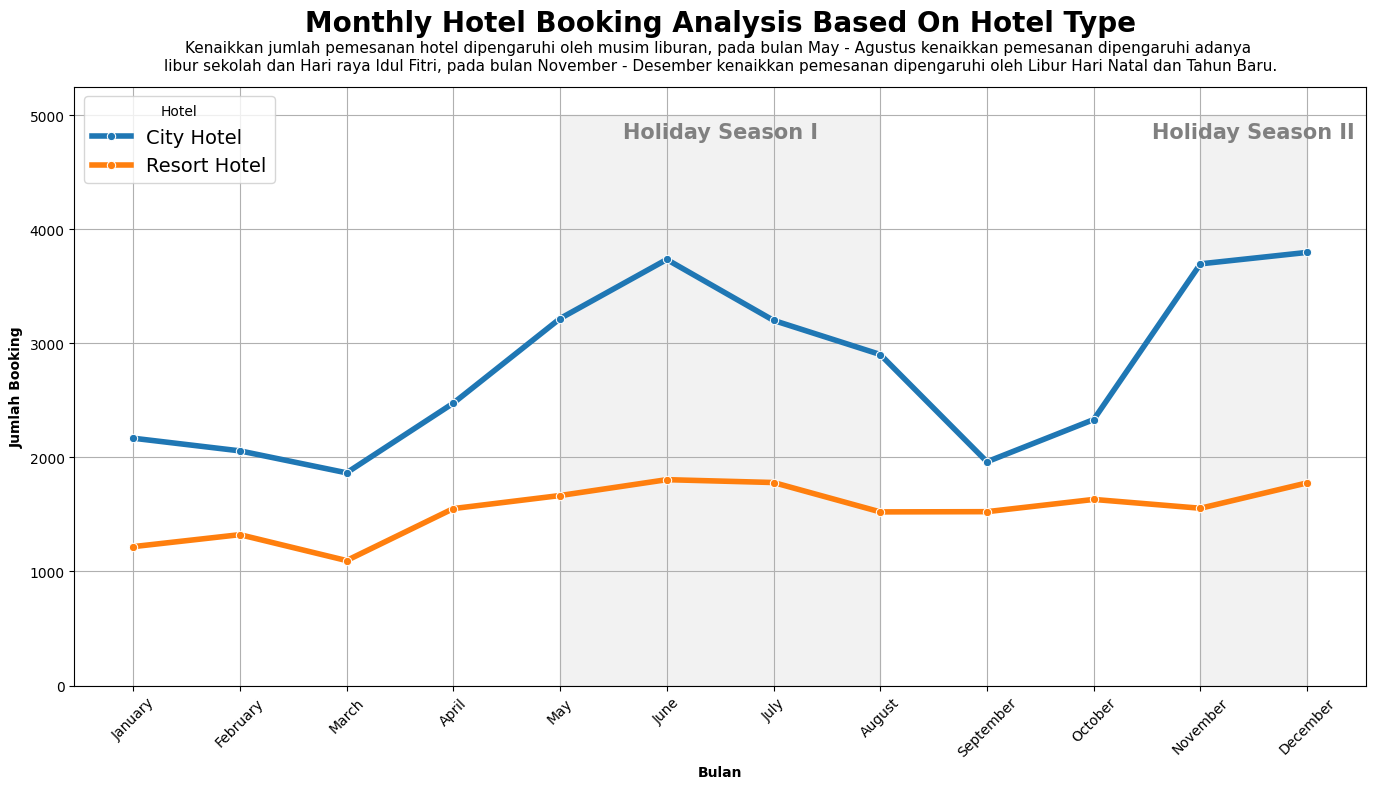 Monthly Hotel Booking Analysis Based On Hotel Type
Kenaikkan jumlah pemesanan hotel dipengaruhi oleh musim liburan, pada bulan May - Agustus kenaikkan pemesanan dipengaruhi adanya
libur sekolah dan Hari raya Idul Fitri, pada bulan November - Desember kenaikkan pemesanan dipengaruhi oleh Libur Hari Natal dan Tahun Baru.
Hotel
City Hotel
Resort Hotel
Holiday Season I
Holiday Season II
5000
4000
3000
2000
1000
0
Jumlah Booking
January
February
March
April
May
June
July
August
September
October
November
December
Bulan